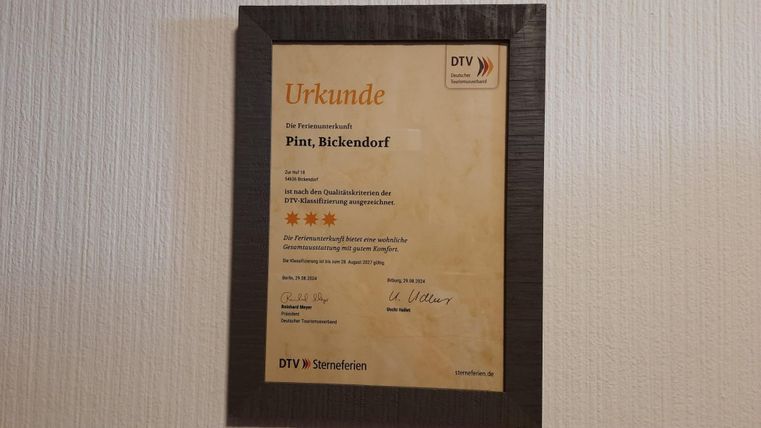 DTV
Deutscher
Tourismusverband
Urkunde
Die Ferienunterkunft
Pint, Bickendorf
Zur Huf 18
54636 Bickendorf
ist nach den Qualitätskriterien der
DTV-Klassifizierung ausgezeichnet.
Die Ferienunterkunft bietet eine wohnliche
Gesamtausstattung mit gutem Komfort.
Die Klassifizierung ist bis zum 28. August 2027 gültig.
Berlin, 29.08.2024
Bitburg, 29.08.2024
Reinhard Meyer
Uschi Hallet
Präsident
Deutscher Tourismusverband
DTV Sterneferien
sterneferien.de